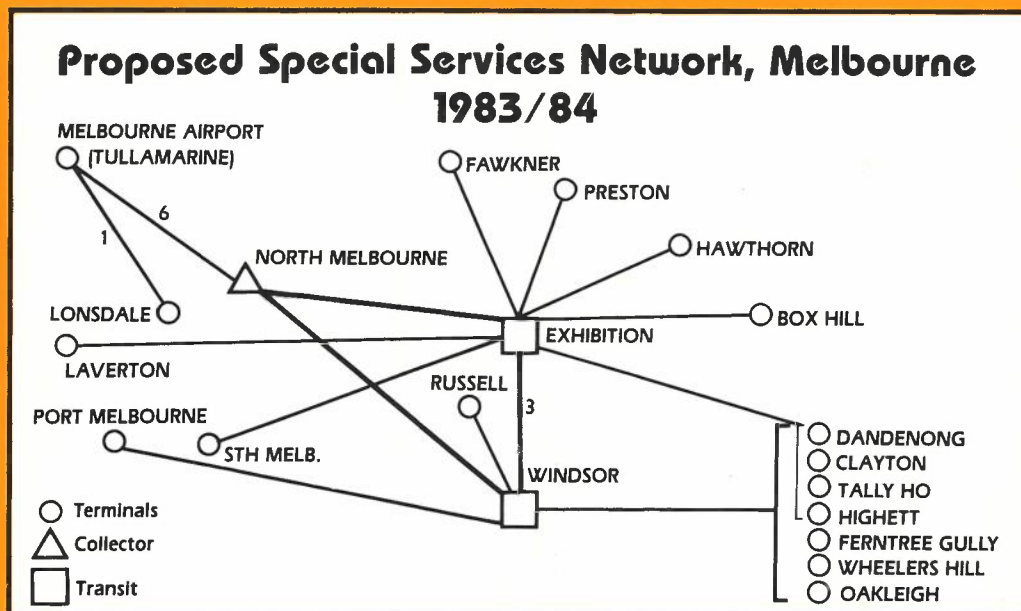 Proposed Special Services Network, Melbourne
1983/84
MELBOURNE AIRPORT
(TULLAMARINE)
FAWKNER
PRESTON
6
1
HAWTHORN
NORTH MELBOURNE
LONSDALE
BOX HILL
EXHIBITION
LAVERTON
RUSSELL
3
PORT MELBOURNE
STH MELB.
WINDSOR
DANDENONG
CLAYTON
TALLY HO
HIGHETT
FERNTREE GULLY
WHEELERS HILL
OAKLEIGH
Terminals
Collector
Transit